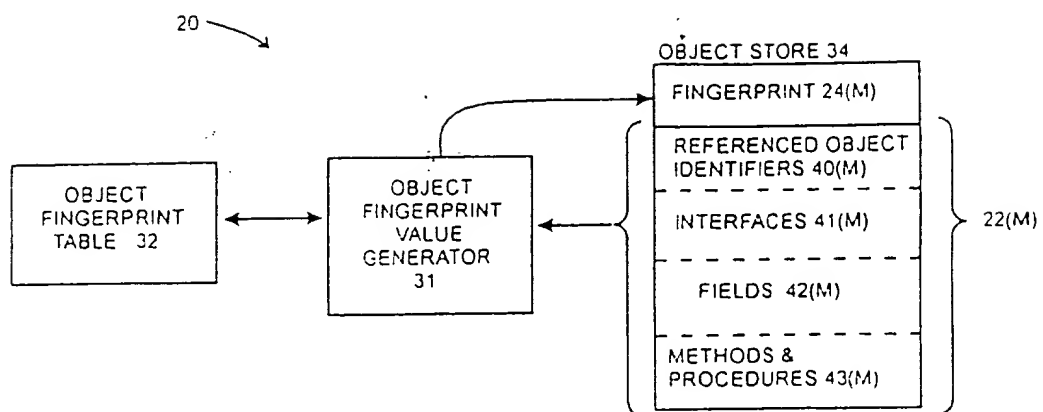 20
OBJECT STORE 34
FINGERPRINT 24(M)
REFERENCED OBJECT
IDENTIFIERS 40(M)
INTERFACES 41(M)
FIELDS 42(M)
METHODS &
PROCEDURES 43(M)
22(M)
OBJECT
FINGERPRINT
VALUE
GENERATOR
31
OBJECT
FINGERPRINT
TABLE 32